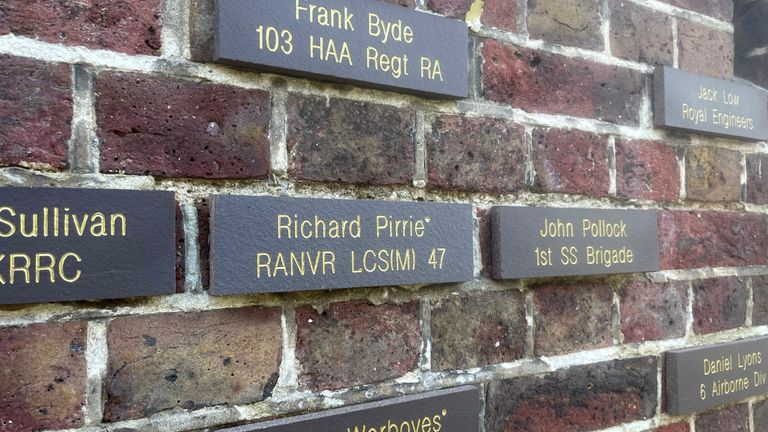 Frank Byde
103 HAA Regt RA
Jack Low
Royal Engineers
Sullivan
KRRC
Richard Pirrie*
RANVR LCS(M) 47
John Pollock
1st SS Brigade
Daniel Lyons
6 Airborne Div
Warboys*